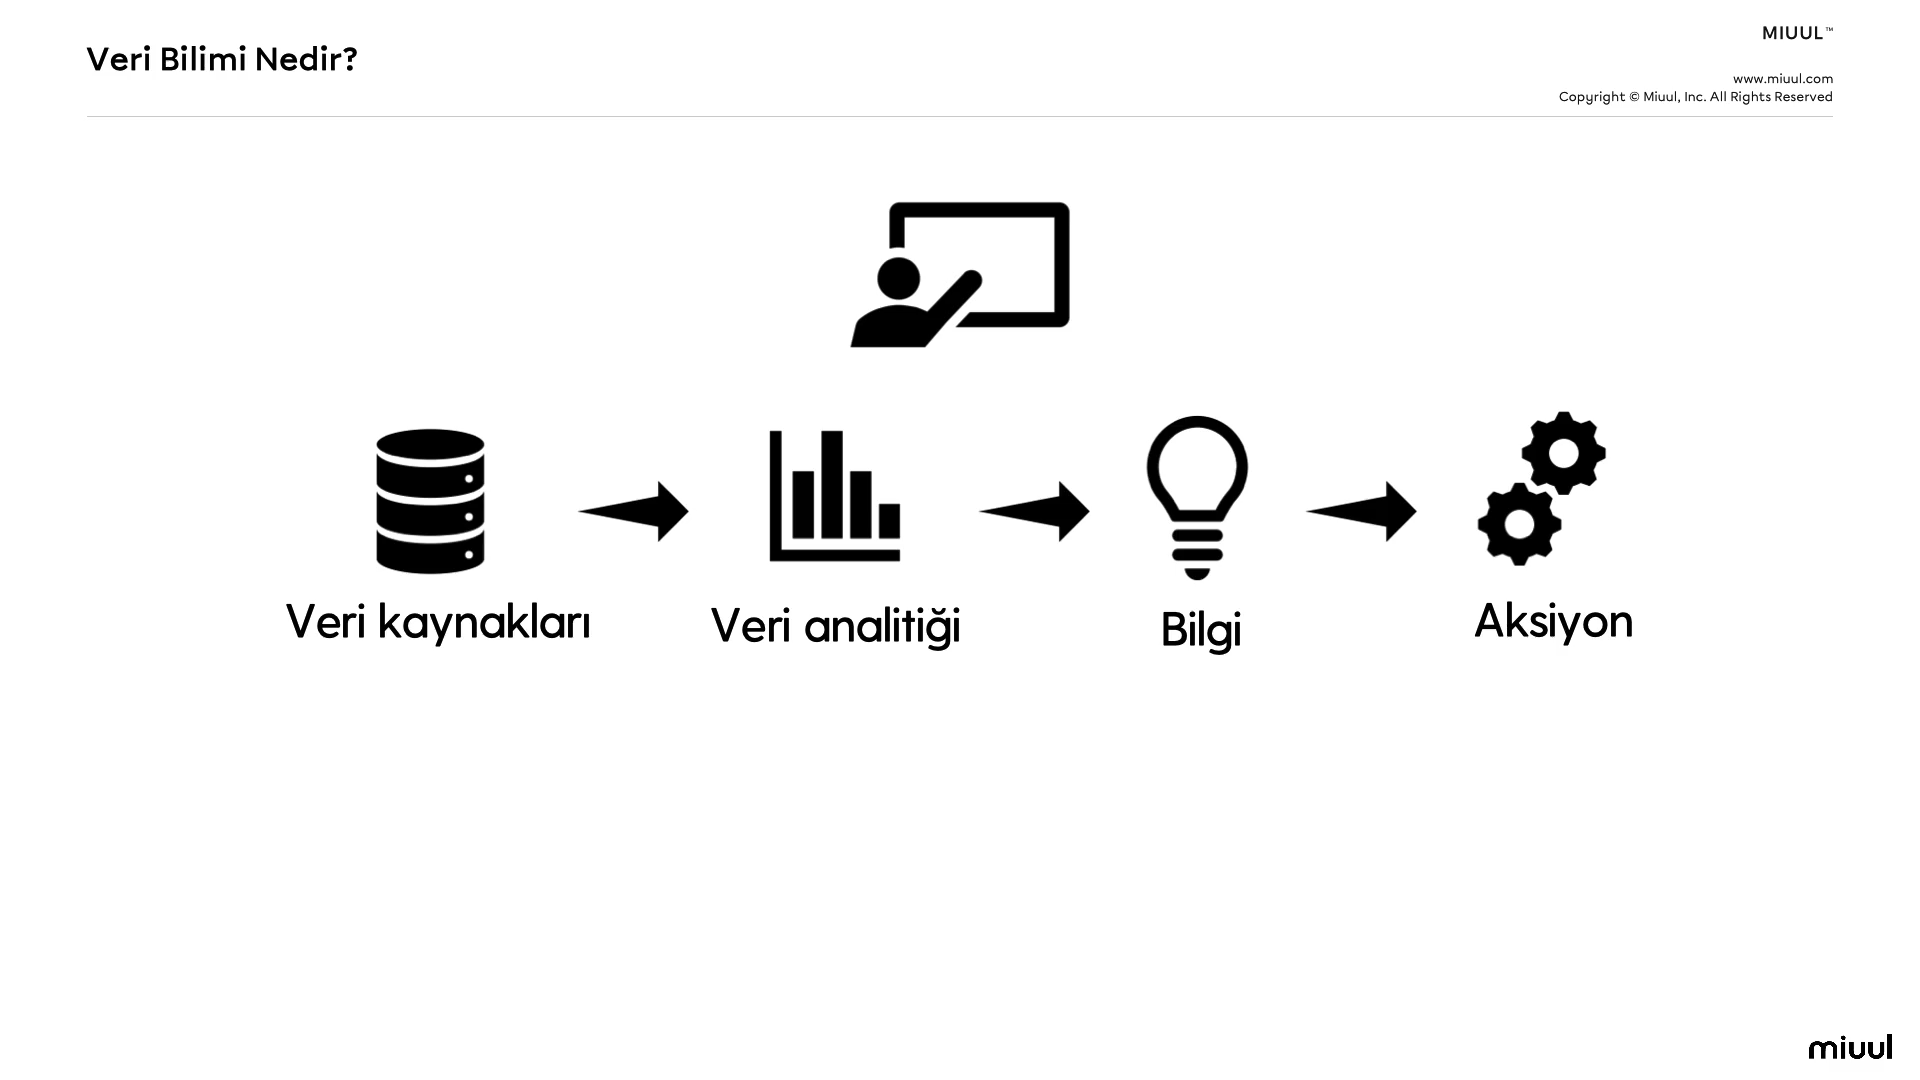 Veri Bilimi Nedir?
MIUUL™
www.miuul.com
Copyright © Miuul, Inc. All Rights Reserved
Veri kaynakları
Veri analitiği
Bilgi
Aksiyon
miuul